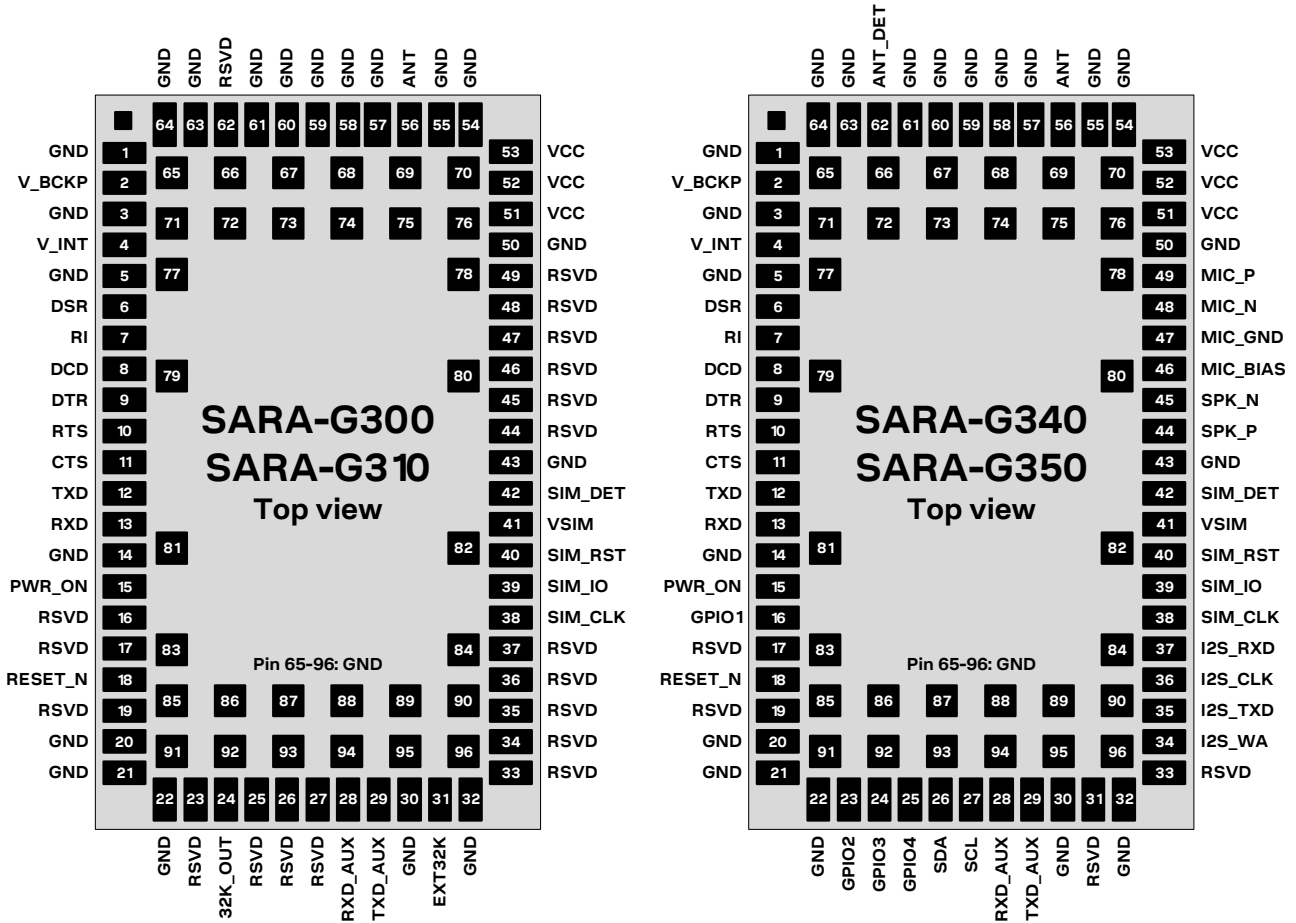 GND GND RSVD GND GND GND GND GND ANT GND GND
64 63 62 61 60 59 58 57 56 55 54
GND 1 53 VCC
V_BCKP 2 65 66 67 68 69 70 52 VCC
GND 3 71 72 73 74 75 76 51 VCC
V_INT 4 50 GND
GND 5 77 78 49 RSVD
DSR 6 48 RSVD
RI 7 47 RSVD
DCD 8 79 80 46 RSVD
DTR 9 45 RSVD
RTS 10 44 RSVD
CTS 11 43 GND
TXD 12 42 SIM_DET
RXD 13 41 VSIM
GND 14 81 82 40 SIM_RST
PWR_ON 15 39 SIM_IO
RSVD 16 38 SIM_CLK
RSVD 17 83 84 37 RSVD
RESET_N 18 36 RSVD
RSVD 19 85 86 87 88 89 90 35 RSVD
GND 20 91 92 93 94 95 96 34 RSVD
GND 21 33 RSVD
SARA-G300
SARA-G310
Top view
Pin 65-96: GND
22 23 24 25 26 27 28 29 30 31 32
GND RSVD 32K_OUT RSVD RSVD RSVD RXD_AUX TXD_AUX GND EXT32K GND
GND GND ANT_DET GND GND GND GND GND ANT GND GND
64 63 62 61 60 59 58 57 56 55 54
GND 1 53 VCC
V_BCKP 2 65 66 67 68 69 70 52 VCC
GND 3 71 72 73 74 75 76 51 VCC
V_INT 4 50 GND
GND 5 77 78 49 MIC_P
DSR 6 48 MIC_N
RI 7 47 MIC_GND
DCD 8 79 80 46 MIC_BIAS
DTR 9 45 SPK_N
RTS 10 44 SPK_P
CTS 11 43 GND
TXD 12 42 SIM_DET
RXD 13 41 VSIM
GND 14 81 82 40 SIM_RST
PWR_ON 15 39 SIM_IO
GPIO1 16 38 SIM_CLK
RSVD 17 83 84 37 I2S_RXD
RESET_N 18 36 I2S_CLK
RSVD 19 85 86 87 88 89 90 35 I2S_TXD
GND 20 91 92 93 94 95 96 34 I2S_WA
GND 21 33 RSVD
SARA-G340
SARA-G350
Top view
Pin 65-96: GND
22 23 24 25 26 27 28 29 30 31 32
GND GPIO2 GPIO3 GPIO4 SDA SCL RXD_AUX TXD_AUX GND RSVD GND